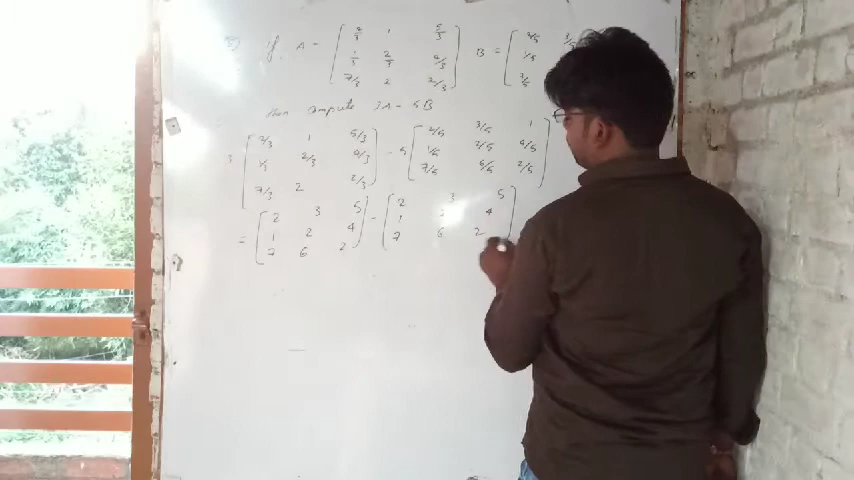 if A = [ 2/3 1 5/3 B = [ 2/5 3/5
1/3 2/3 4/3 1/5
7/3 2 2/3 ] 7/5
then compute 3A - 5B
3 [ 2/3 1 5/3 ] - 5 [ 2/5 3/5 1 ]
1/3 2/3 4/3 1/5 2/5 4/5
7/3 2 2/3 7/5 6/5 2/5
= [ 2 3 5 ] - [ 2 3 5 ]
1 2 4 1 4
7 6 2 7 6 2